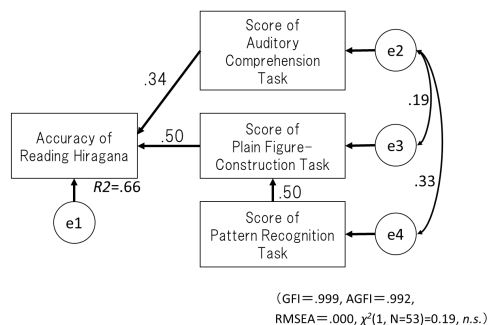 Score of
Auditory
Comprehension
Task
e2
.34
.19
Accuracy of
Reading Hiragana
.50
Score of
Plain Figure-
Construction Task
e3
R2=.66
.50
.33
e1
Score of
Pattern Recognition
Task
e4
(GFI=.999, AGFI=.992,
RMSEA=.000, χ²(1, N=53)=0.19, n.s.)